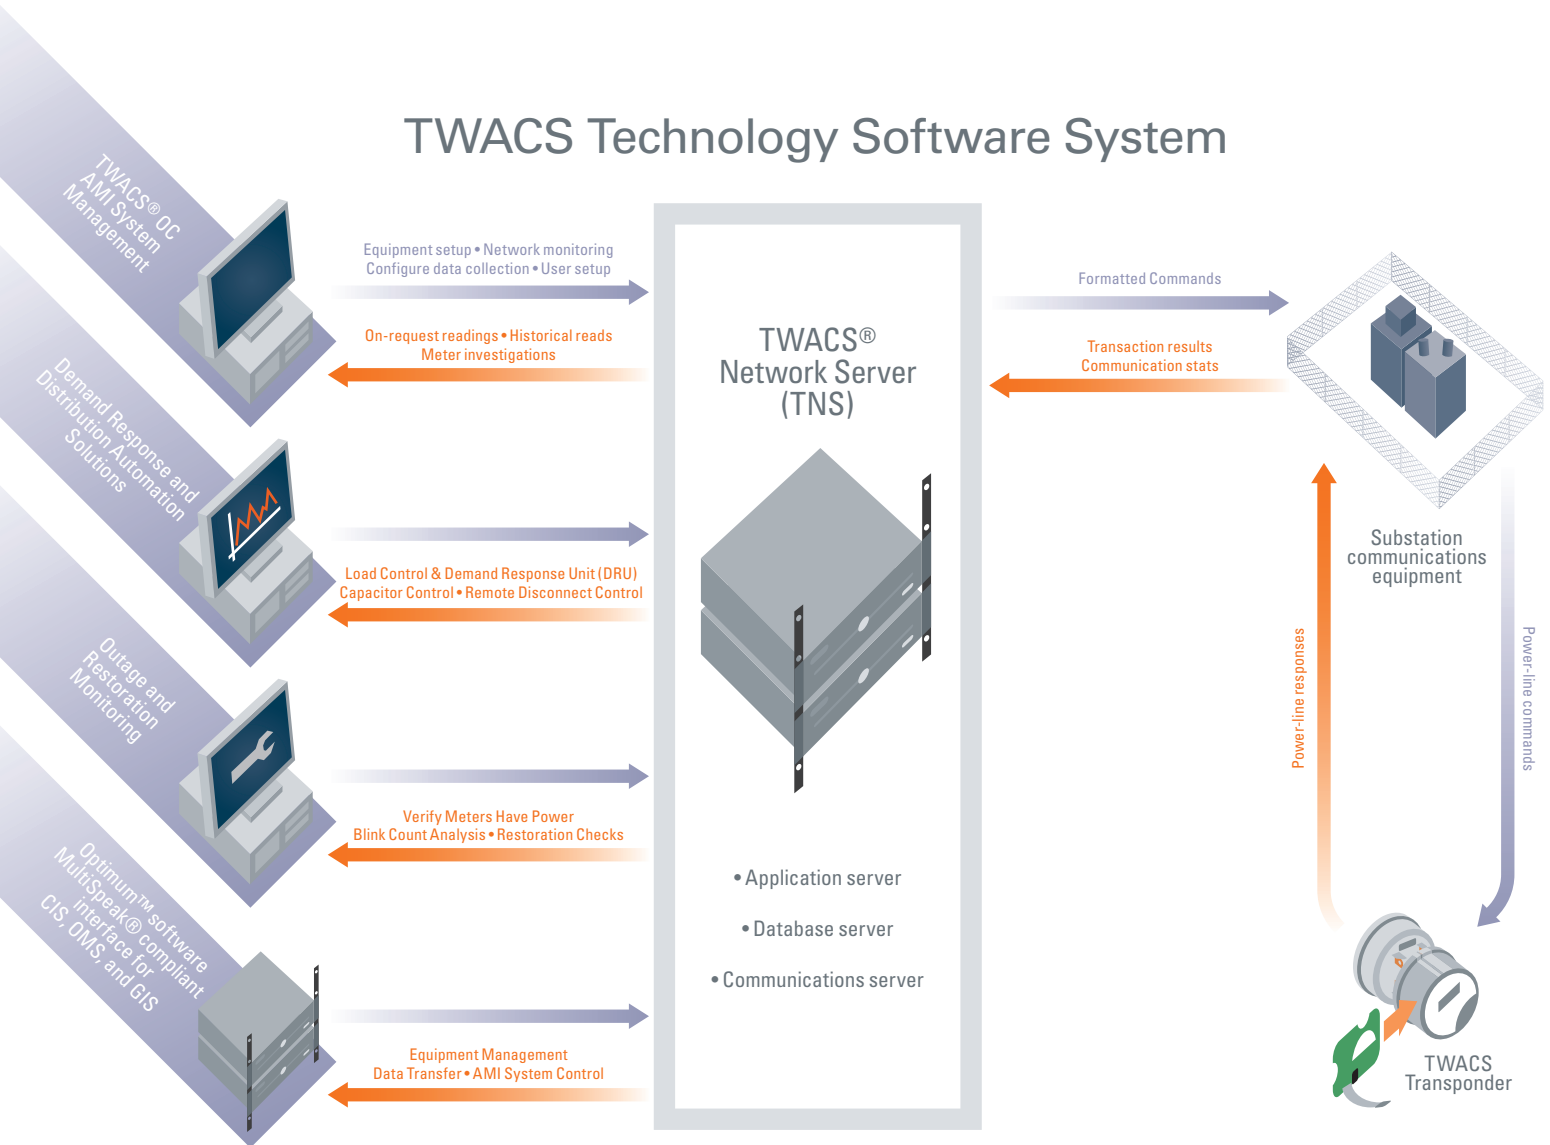 TWACS Technology Software System
TWACS® OC
AMI System
Management
Equipment setup • Network monitoring
Configure data collection • User setup
On-request readings • Historical reads
Meter investigations
Demand Response and
Distribution Automation
Solutions
Load Control & Demand Response Unit (DRU)
Capacitor Control • Remote Disconnect Control
Outage and
Restoration
Monitoring
Verify Meters Have Power
Blink Count Analysis • Restoration Checks
Optimum™ software
MultiSpeak® compliant
interface for
CIS, OMS, and GIS
Equipment Management
Data Transfer • AMI System Control
TWACS®
Network Server
(TNS)
• Application server
• Database server
• Communications server
Formatted Commands
Transaction results
Communication stats
Substation
communications
equipment
Power-line responses
Power-line commands
TWACS
Transponder